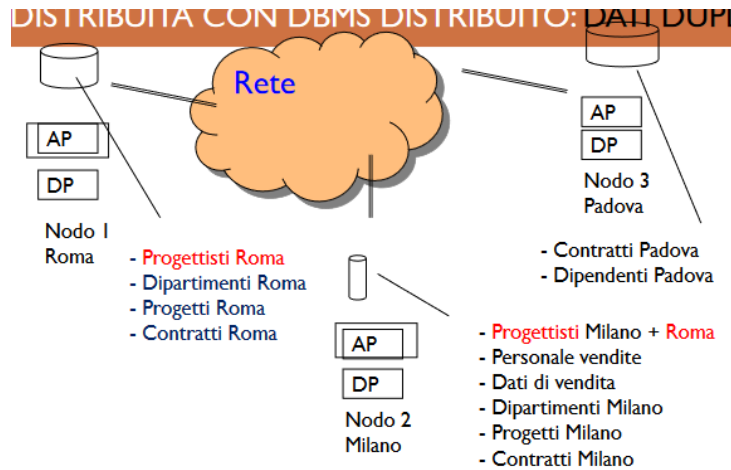 DISTRIBUITA CON DBMS DISTRIBUITO: DATI
Rete
AP
DP
Nodo 1
Roma
- Progettisti Roma
- Dipartimenti Roma
- Progetti Roma
- Contratti Roma
AP
DP
Nodo 2
Milano
- Progettisti Milano + Roma
- Personale vendite
- Dati di vendita
- Dipartimenti Milano
- Progetti Milano
- Contratti Milano
AP
DP
Nodo 3
Padova
- Contratti Padova
- Dipendenti Padova